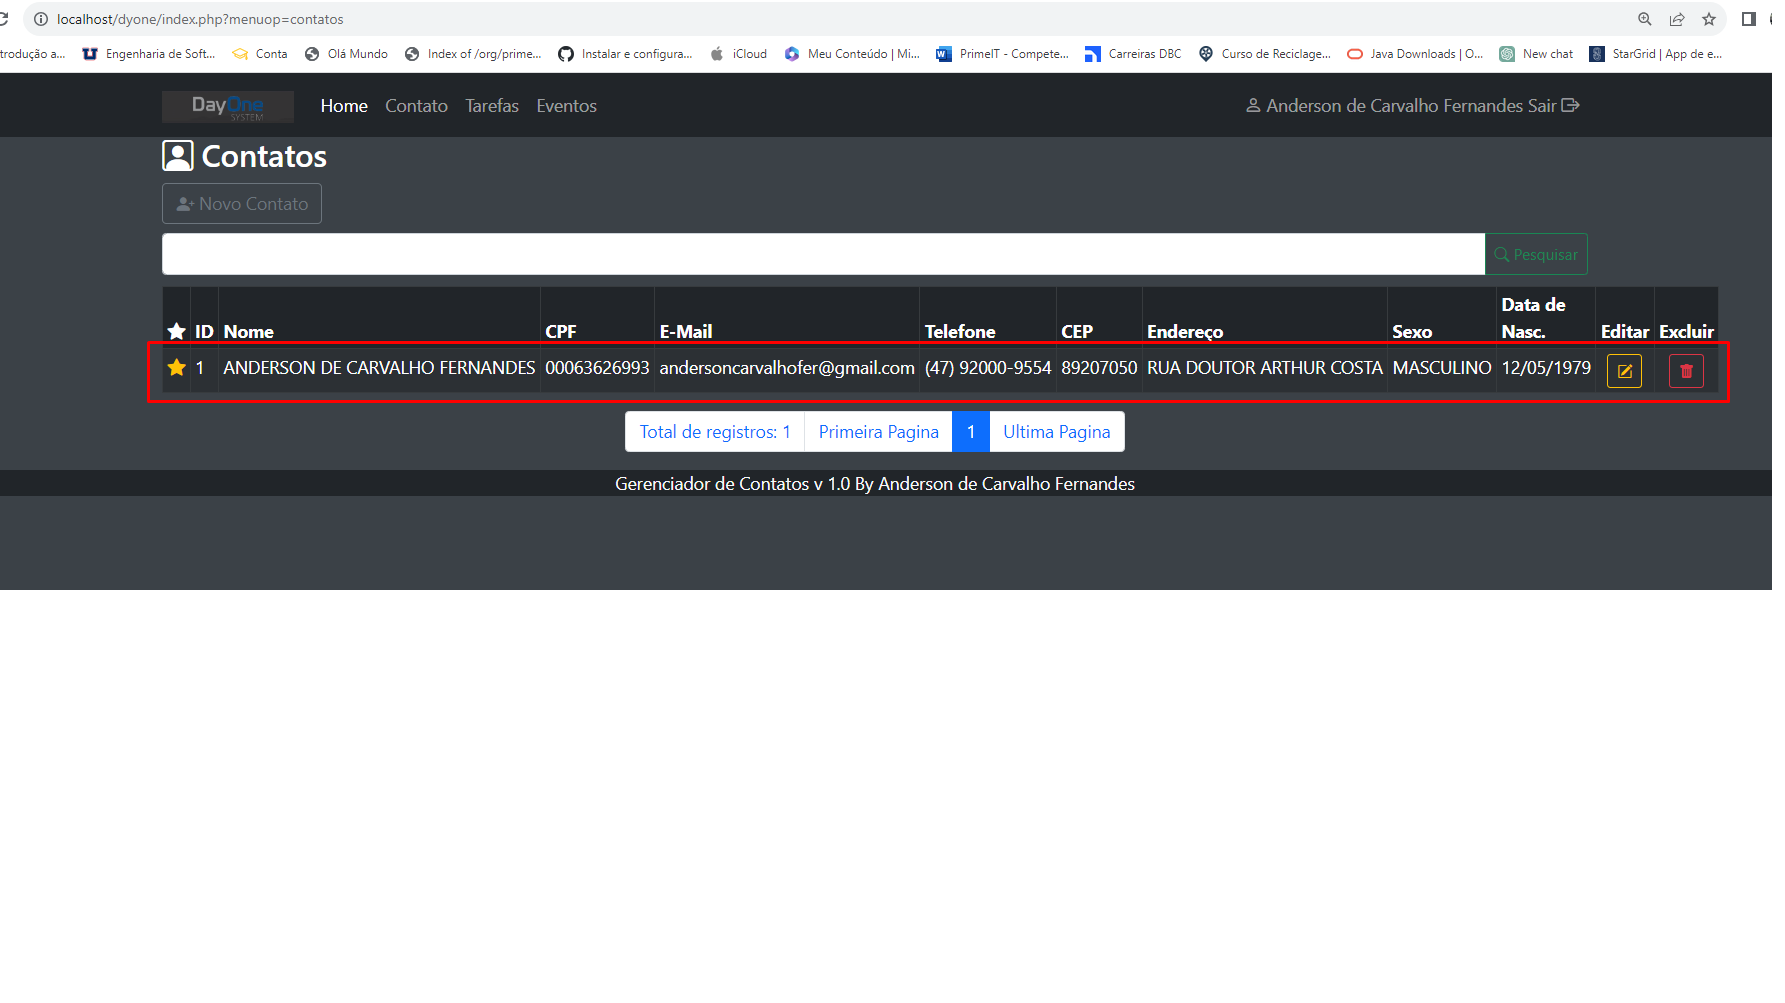 localhost/dyone/index.php?menuop=contatos
trodução a... Engenharia de Soft... Conta Olá Mundo Index of /org/prime... Instalar e configura... iCloud Meu Conteúdo | Mi... PrimeIT - Compete... Carreiras DBC Curso de Reciclage... Java Downloads | O... New chat StarGrid | App de e...
DayOne SYSTEM Home Contato Tarefas Eventos Anderson de Carvalho Fernandes Sair
Contatos
Novo Contato
Pesquisar
ID Nome CPF E-Mail Telefone CEP Endereço Sexo Data de Nasc. Editar Excluir
1 ANDERSON DE CARVALHO FERNANDES 00063626993 andersoncarvalhofer@gmail.com (47) 92000-9554 89207050 RUA DOUTOR ARTHUR COSTA MASCULINO 12/05/1979
Total de registros: 1 Primeira Pagina 1 Ultima Pagina
Gerenciador de Contatos v 1.0 By Anderson de Carvalho Fernandes